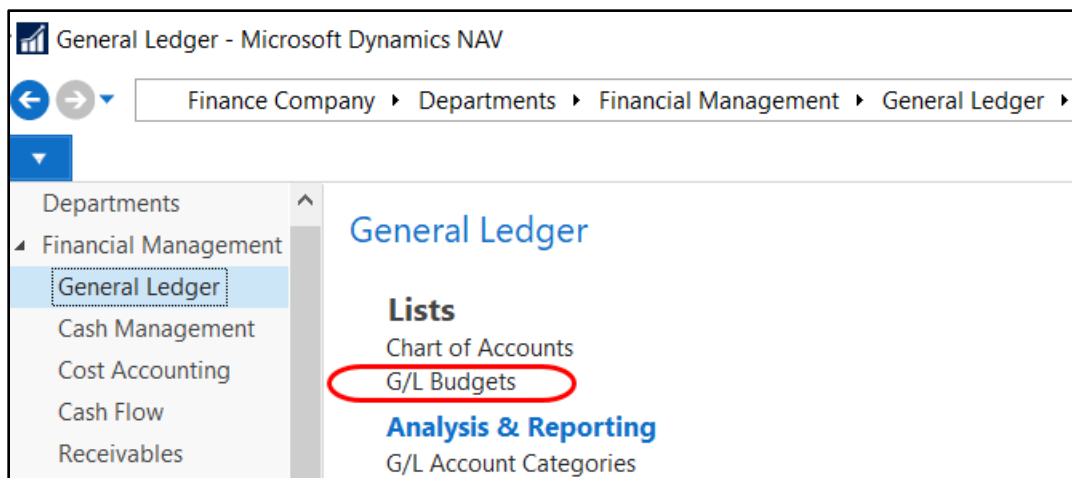 General Ledger - Microsoft Dynamics NAV
Finance Company ▸ Departments ▸ Financial Management ▸ General Ledger ▸
Departments
Financial Management
General Ledger
Cash Management
Cost Accounting
Cash Flow
Receivables
General Ledger
Lists
Chart of Accounts
G/L Budgets
Analysis & Reporting
G/L Account Categories